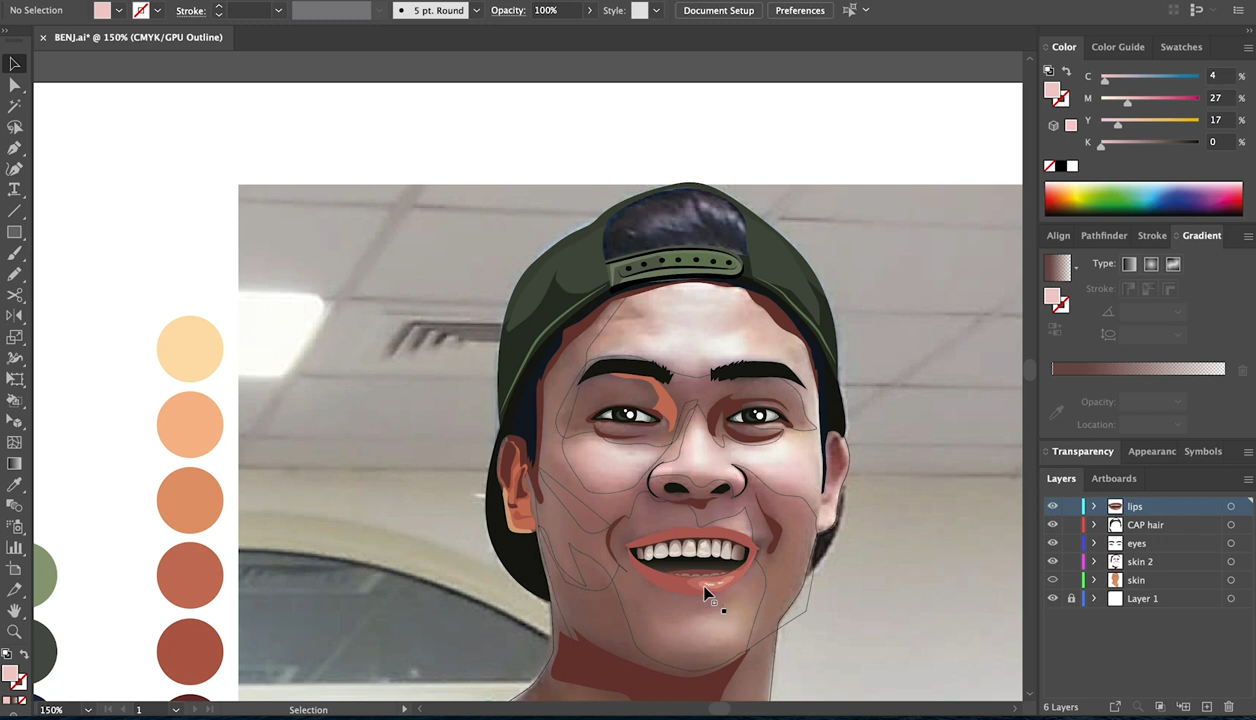 No Selection
Stroke:
5 pt. Round
Opacity: 100%
Style:
Document Setup
Preferences
× BENJ.ai* @ 150% (CMYK/GPU Outline)
Color Color Guide Swatches
C 4 %
M 27 %
Y 17 %
K 0 %
Align Pathfinder Stroke Gradient
Type:
Stroke:
Opacity:
Location:
Transparency Appearanc Symbols
Layers Artboards
lips
CAP hair
eyes
skin 2
skin
Layer 1
150% 1 Selection
6 Layers